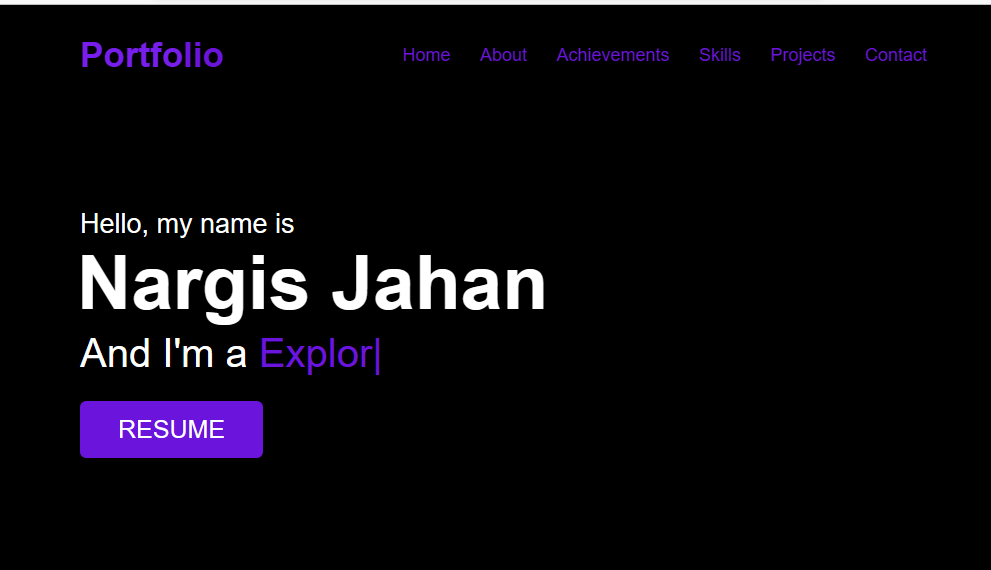 Portfolio Home About Achievements Skills Projects Contact
Hello, my name is
Nargis Jahan
And I'm a Explor|
RESUME